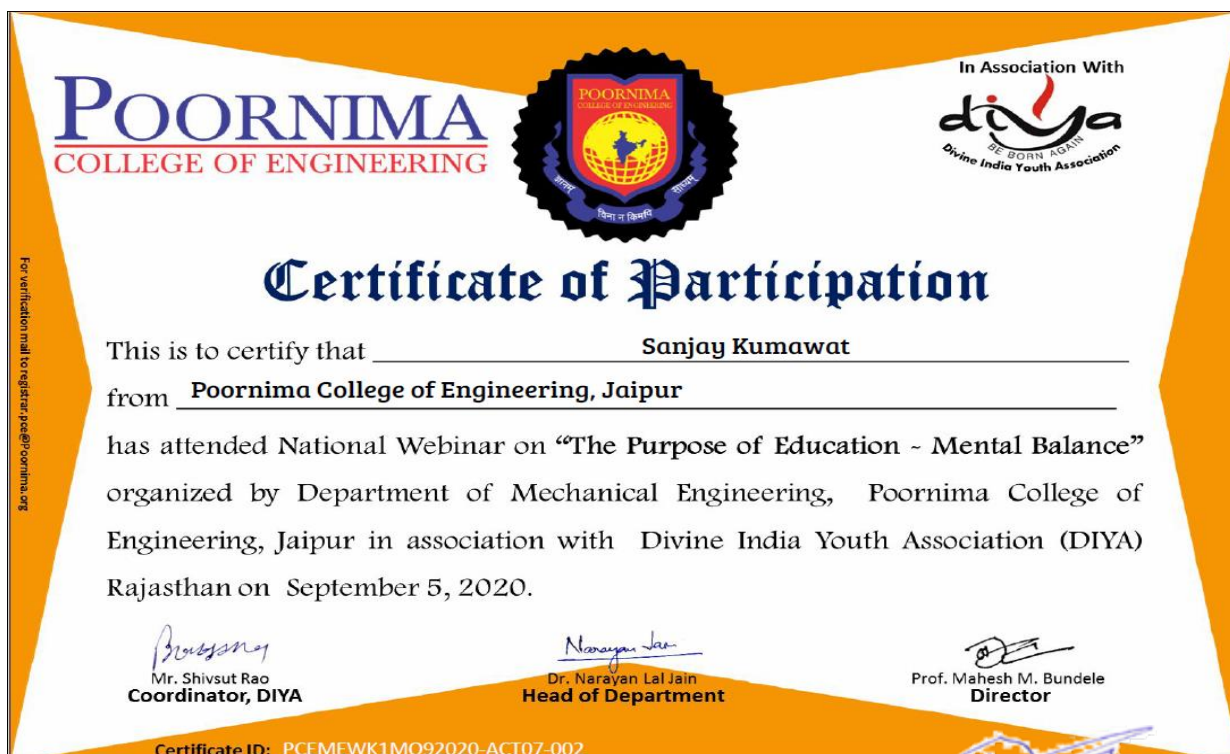 POORNIMA
COLLEGE OF ENGINEERING
POORNIMA
COLLEGE OF ENGINEERING
ज्ञानम्
विना न किमपि
साध्यम्
In Association With
diya
BE BORN AGAIN
Divine India Youth Association
For verification mail to registrar.pce@Poornima.org
Certificate of Participation
This is to certify that Sanjay Kumawat
from Poornima College of Engineering, Jaipur
has attended National Webinar on “The Purpose of Education - Mental Balance”
organized by Department of Mechanical Engineering, Poornima College of
Engineering, Jaipur in association with Divine India Youth Association (DIYA)
Rajasthan on September 5, 2020.
Narayan Jain
Mr. Shivsut Rao
Coordinator, DIYA
Dr. Narayan Lal Jain
Head of Department
Prof. Mahesh M. Bundele
Director
Certificate ID: PCEMEWK1MO92020-ACT07-002